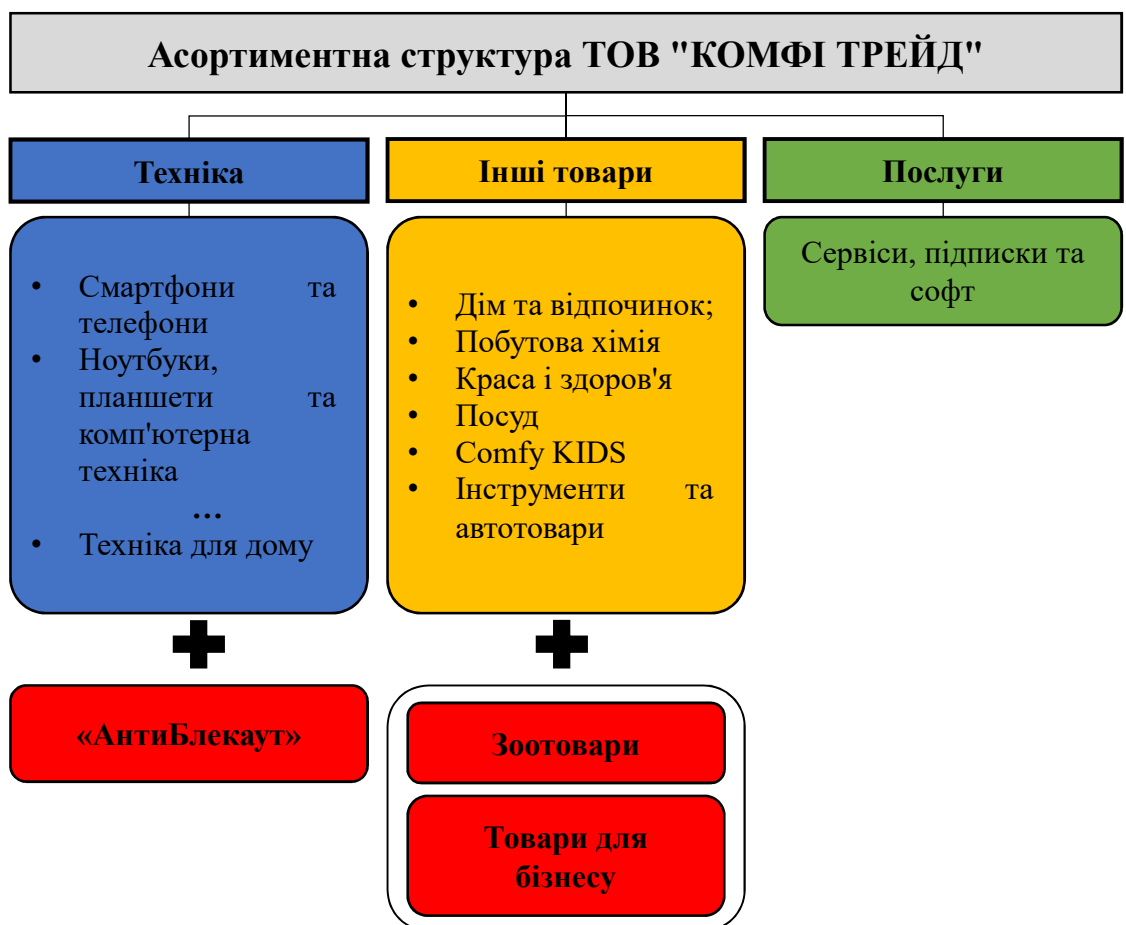 Асортиментна структура ТОВ "КОМФІ ТРЕЙД"
Техніка
• Смартфони та
телефони
• Ноутбуки,
планшети та
комп'ютерна
техніка
...
• Техніка для дому
«АнтиБлекаут»
Інші товари
• Дім та відпочинок;
• Побутова хімія
• Краса і здоров'я
• Посуд
• Comfy KIDS
• Інструменти та
автотовари
Зоотовари
Товари для
бізнесу
Послуги
Сервіси, підписки та
софт